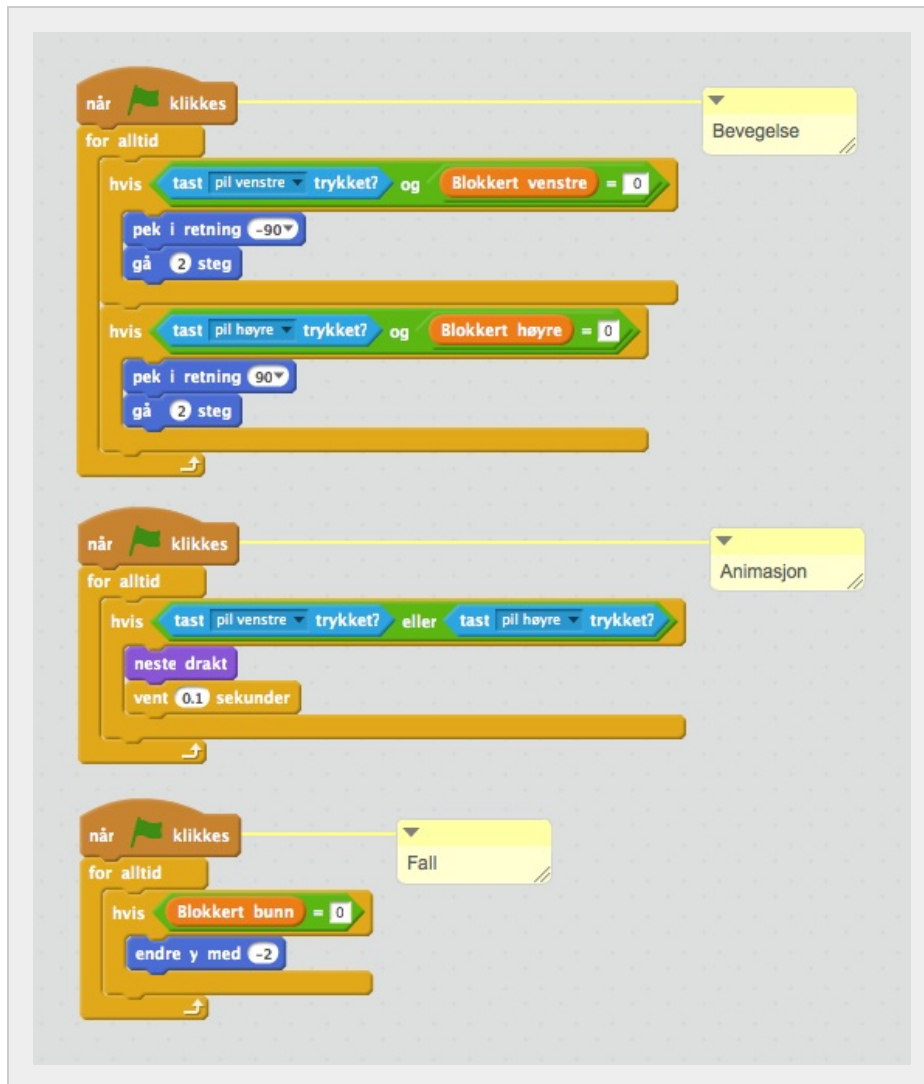 når klikkes
Bevegelse
for alltid
hvis tast pil venstre trykket? og Blokkert venstre = 0
pek i retning -90
gå 2 steg
hvis tast pil høyre trykket? og Blokkert høyre = 0
pek i retning 90
gå 2 steg
når klikkes
Animasjon
for alltid
hvis tast pil venstre trykket? eller tast pil høyre trykket?
neste drakt
vent 0.1 sekunder
når klikkes
Fall
for alltid
hvis Blokkert bunn = 0
endre y med -2